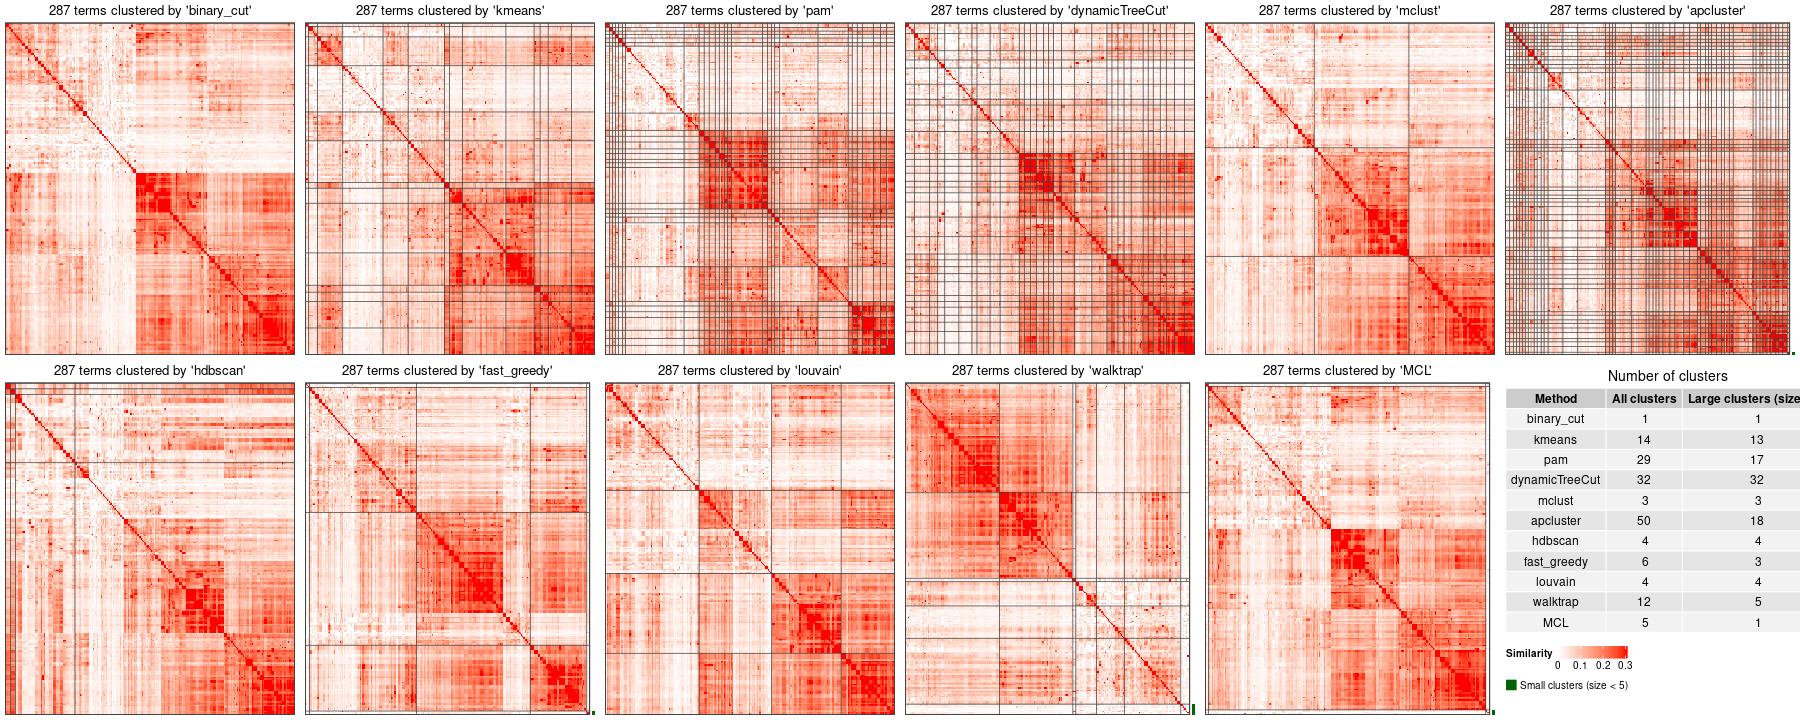 287 terms clustered by 'binary_cut'
287 terms clustered by 'kmeans'
287 terms clustered by 'pam'
287 terms clustered by 'dynamicTreeCut'
287 terms clustered by 'mclust'
287 terms clustered by 'apcluster'
287 terms clustered by 'hdbscan'
287 terms clustered by 'fast_greedy'
287 terms clustered by 'louvain'
287 terms clustered by 'walktrap'
287 terms clustered by 'MCL'
Number of clusters
Method All clusters Large clusters (size
binary_cut 1 1
kmeans 14 13
pam 29 17
dynamicTreeCut 32 32
mclust 3 3
apcluster 50 18
hdbscan 4 4
fast_greedy 6 3
louvain 4 4
walktrap 12 5
MCL 5 1
Similarity
0 0.1 0.2 0.3
Small clusters (size < 5)